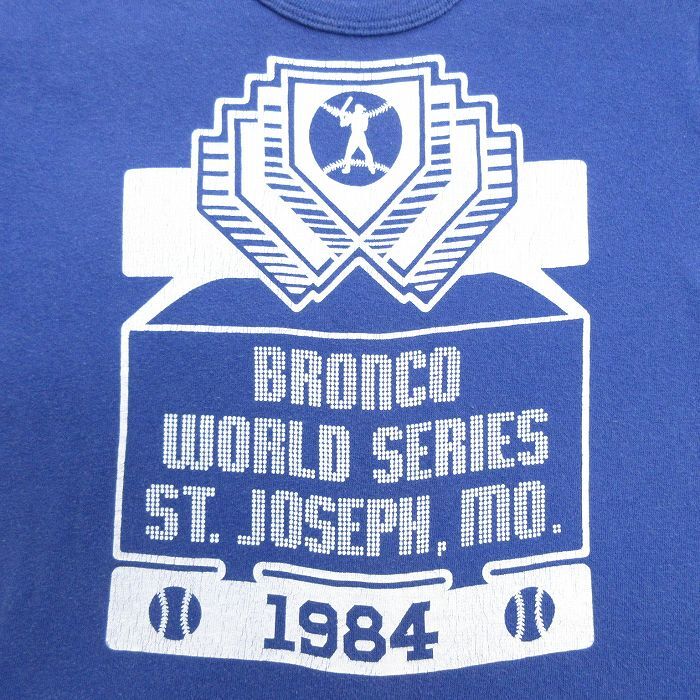 BRONCO
WORLD SERIES
ST. JOSEPH, MO.
1984